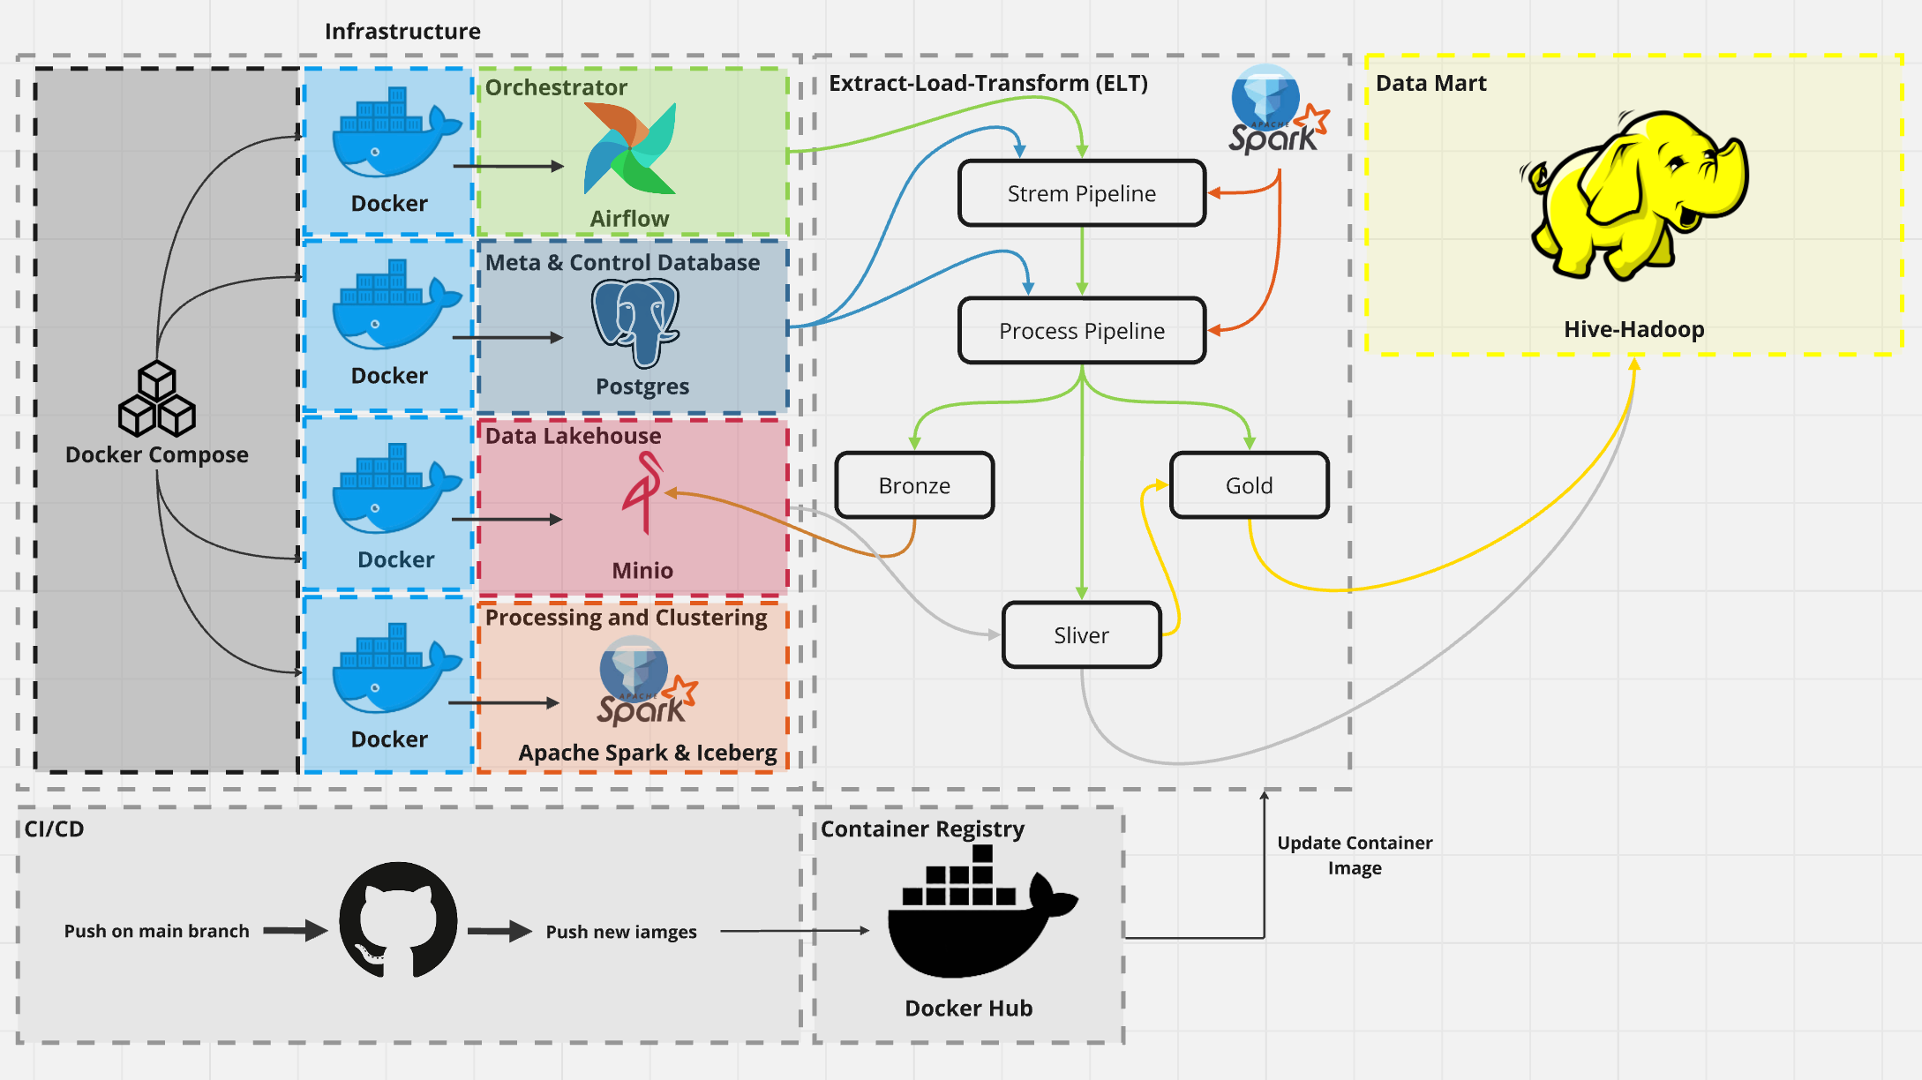 Infrastructure
Docker Compose
Docker
Orchestrator
Airflow
Docker
Meta & Control Database
Postgres
Docker
Data Lakehouse
Minio
Docker
Processing and Clustering
APACHE
Spark
Apache Spark & Iceberg
Extract-Load-Transform (ELT)
APACHE
Spark
Strem Pipeline
Process Pipeline
Bronze
Gold
Sliver
Data Mart
Hive-Hadoop
CI/CD
Push on main branch
Push new iamges
Container Registry
Docker Hub
Update Container
Image